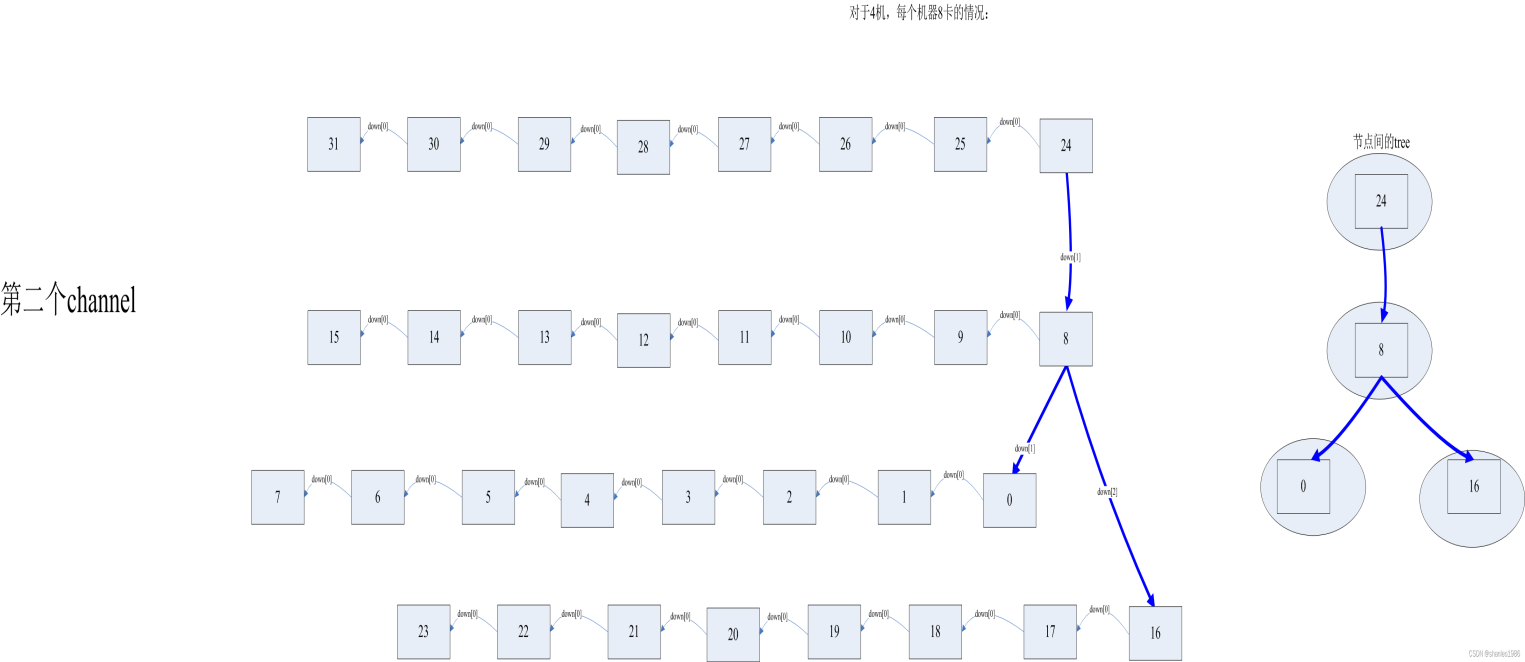 对于4机，每个机器8卡的情况：
节点间的tree
down[0] down[0] down[0] down[0] down[0] down[0] down[0]
31 30 29 28 27 26 25 24
24
down[1]
第二个channel
down[0] down[0] down[0] down[0] down[0] down[0] down[0]
15 14 13 12 11 10 9 8
8
down[1]
down[0] down[0] down[0] down[0] down[0] down[0] down[0]
7 6 5 4 3 2 1 0
down[2]
0 16
down[0] down[0] down[0] down[0] down[0] down[0] down[0]
23 22 21 20 19 18 17 16